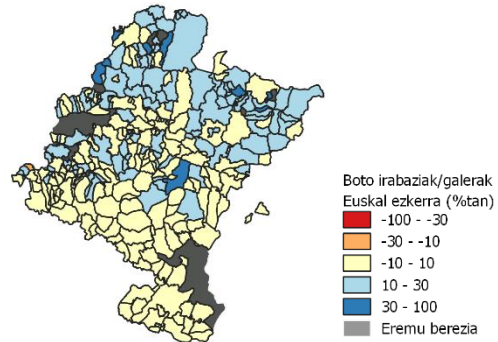 Boto irabaziak/galerak
Euskal ezkerra (%tan)
-100 - -30
-30 - -10
-10 - 10
10 - 30
30 - 100
Eremu berezia